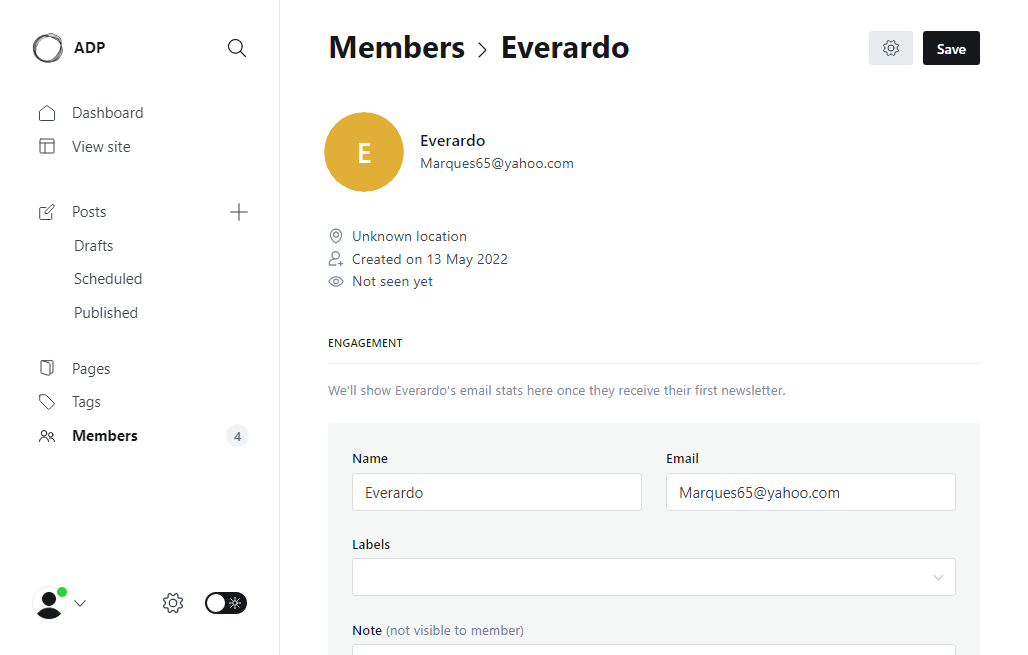 ADP
Dashboard
View site
Posts
Drafts
Scheduled
Published
Pages
Tags
Members 4
Members Everardo
Save
E
Everardo
Marques65@yahoo.com
Unknown location
Created on 13 May 2022
Not seen yet
ENGAGEMENT
We'll show Everardo's email stats here once they receive their first newsletter.
Name Email
Everardo Marques65@yahoo.com
Labels
Note (not visible to member)